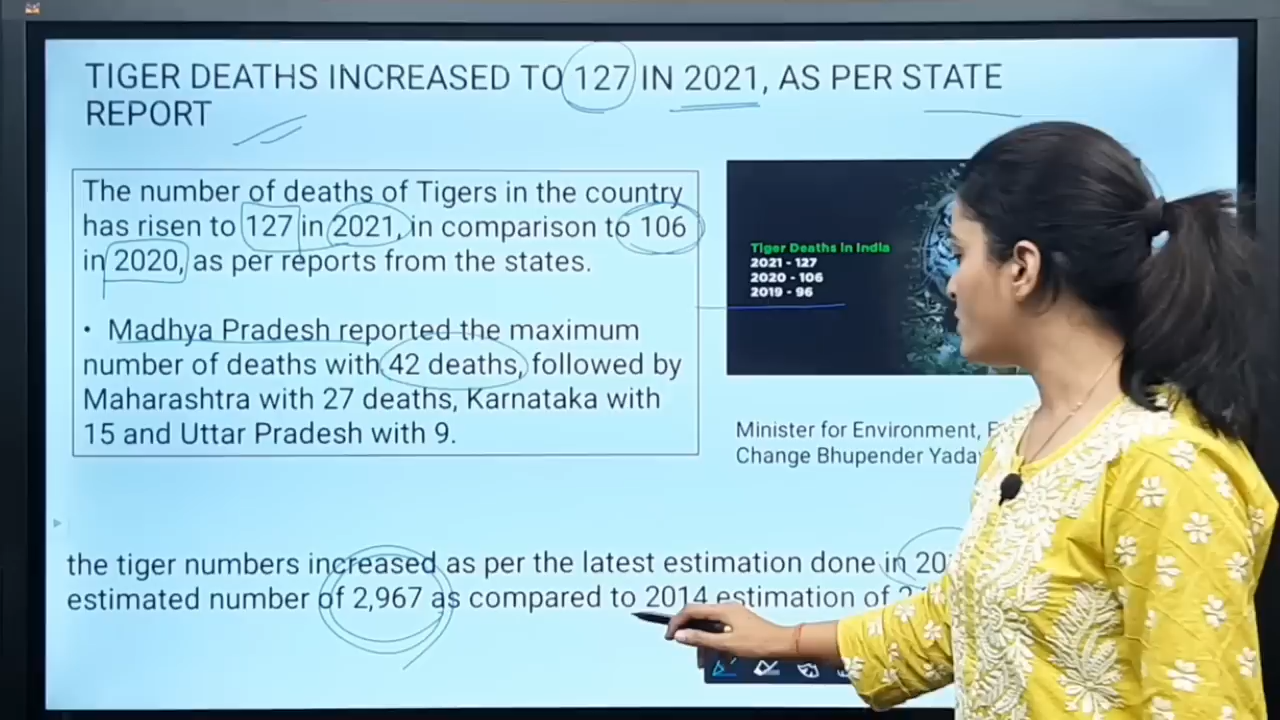 TIGER DEATHS INCREASED TO 127 IN 2021, AS PER STATE
REPORT
The number of deaths of Tigers in the country
has risen to 127 in 2021, in comparison to 106
in 2020, as per reports from the states.
• Madhya Pradesh reported the maximum
number of deaths with 42 deaths, followed by
Maharashtra with 27 deaths, Karnataka with
15 and Uttar Pradesh with 9.
Tiger Deaths in India
2021 - 127
2020 - 106
2019 - 96
Minister for Environment,
Change Bhupender
the tiger numbers increased as per the latest estimation done in
estimated number of 2,967 as compared to 2014 estimation of